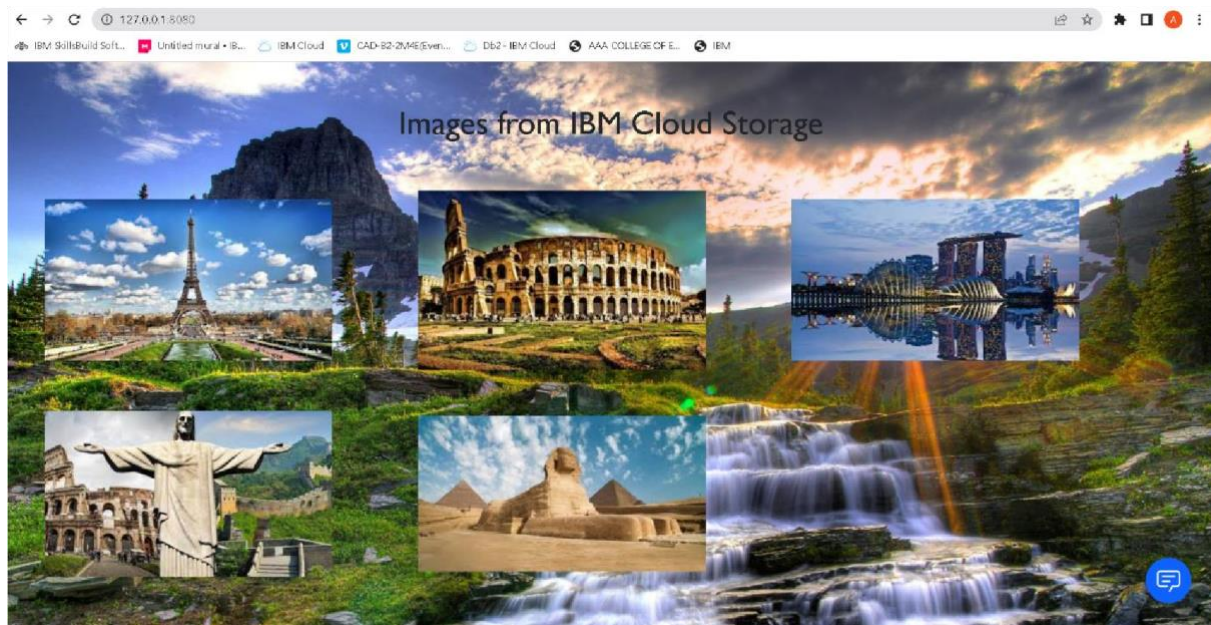 127.0.0.1:8080
A
IBM SkillsBuild Soft... Untitled mural • IB... IBM Cloud CAD-B2-2M4E(Even... Db2 - IBM Cloud AAA COLLEGE OF E... IBM
Images from IBM Cloud Storage